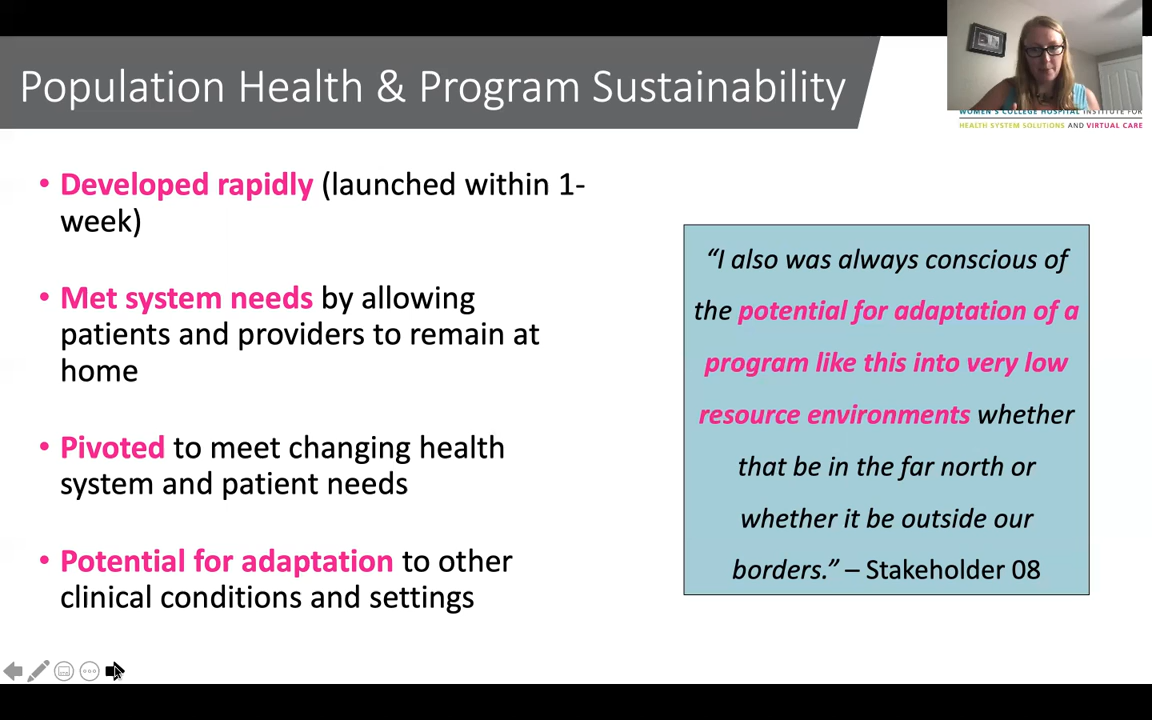 Population Health & Program Sustainability
WOMEN'S COLLEGE HOSPITAL INSTITUTE FOR
HEALTH SYSTEM SOLUTIONS AND VIRTUAL CARE
• Developed rapidly (launched within 1-
week)
• Met system needs by allowing
patients and providers to remain at
home
• Pivoted to meet changing health
system and patient needs
• Potential for adaptation to other
clinical conditions and settings
“I also was always conscious of
the potential for adaptation of a
program like this into very low
resource environments whether
that be in the far north or
whether it be outside our
borders.” – Stakeholder 08